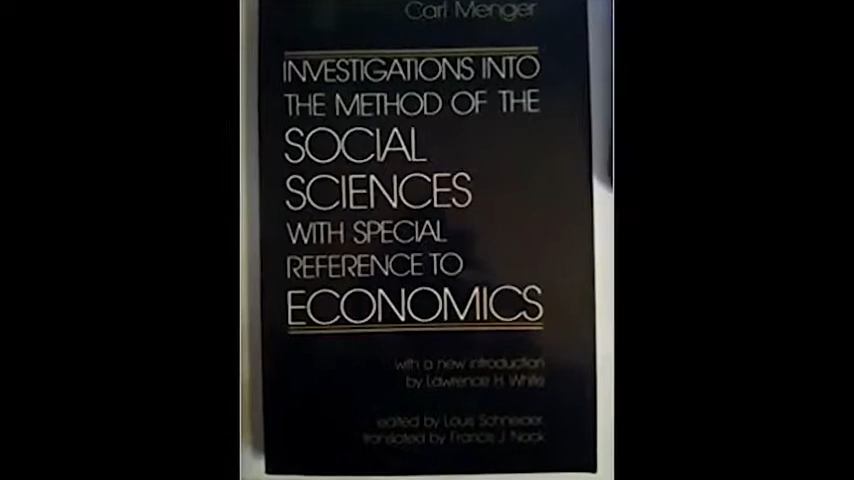 Carl Menger
INVESTIGATIONS INTO
THE METHOD OF THE
SOCIAL
SCIENCES
WITH SPECIAL
REFERENCE TO
ECONOMICS
with a new introduction
by Lawrence H. White
edited by Louis Schneider
translated by Francis J. Nock